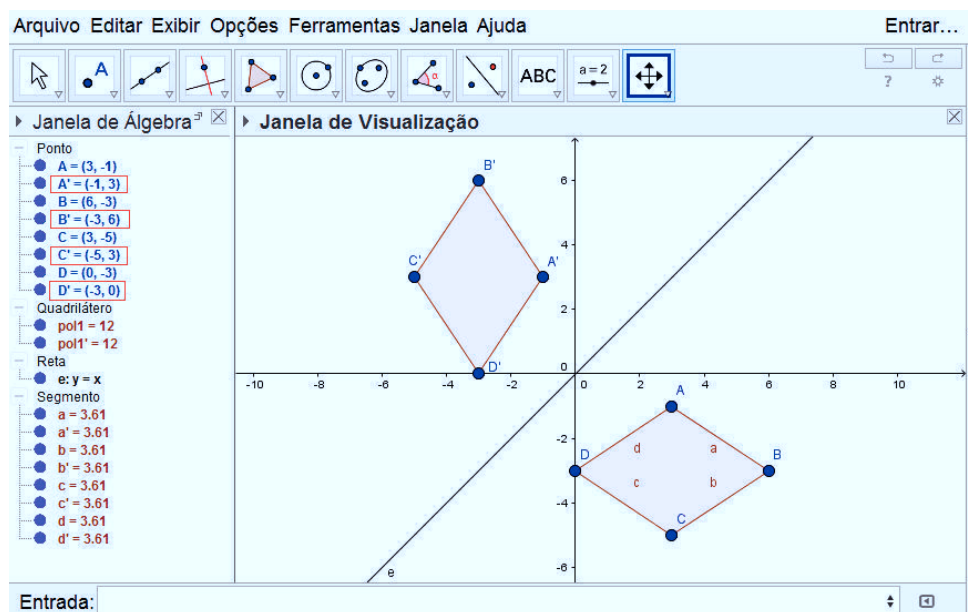 Arquivo Editar Exibir Opções Ferramentas Janela Ajuda Entrar...
A α ABC a = 2 ?
Janela de Álgebra
Janela de Visualização
Ponto
A = (3, -1)
A' = (-1, 3)
B = (6, -3)
B' = (-3, 6)
C = (3, -5)
C' = (-5, 3)
D = (0, -3)
D' = (-3, 0)
Quadrilátero
pol1 = 12
pol1' = 12
Reta
e: y = x
Segmento
a = 3.61
a' = 3.61
b = 3.61
b' = 3.61
c = 3.61
c' = 3.61
d = 3.61
d' = 3.61
B'
6
4
C' A'
2
D' 0
-10 -8 -6 -4 -2 0 2 4 6 8 10
A
-2
D d a B
c b
-4
C
-6
e
Entrada: